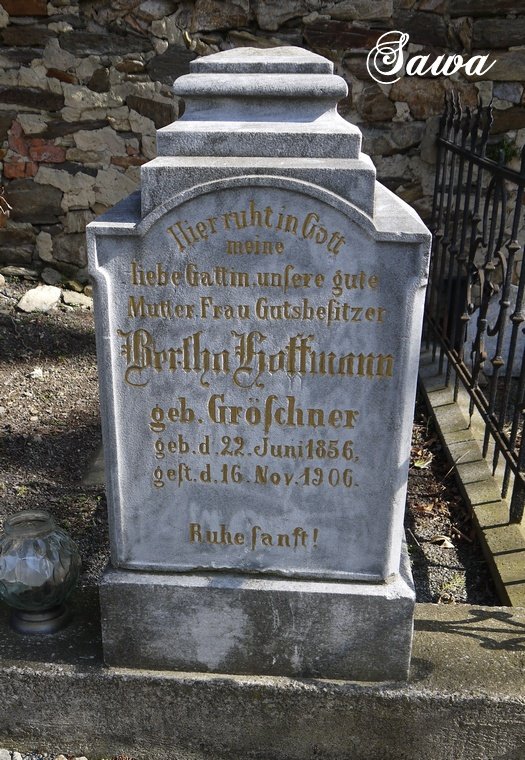 Sawa
Hier ruht in Gott
meine
liebe Gattin, unſere gute
Mutter, Frau Gutsbeſitzer
Bertha Hoffmann
geb. Gröſchner
geb. d. 22. Juni 1856.
geſt. d. 16. Nov. 1906.
Ruhe ſanft!